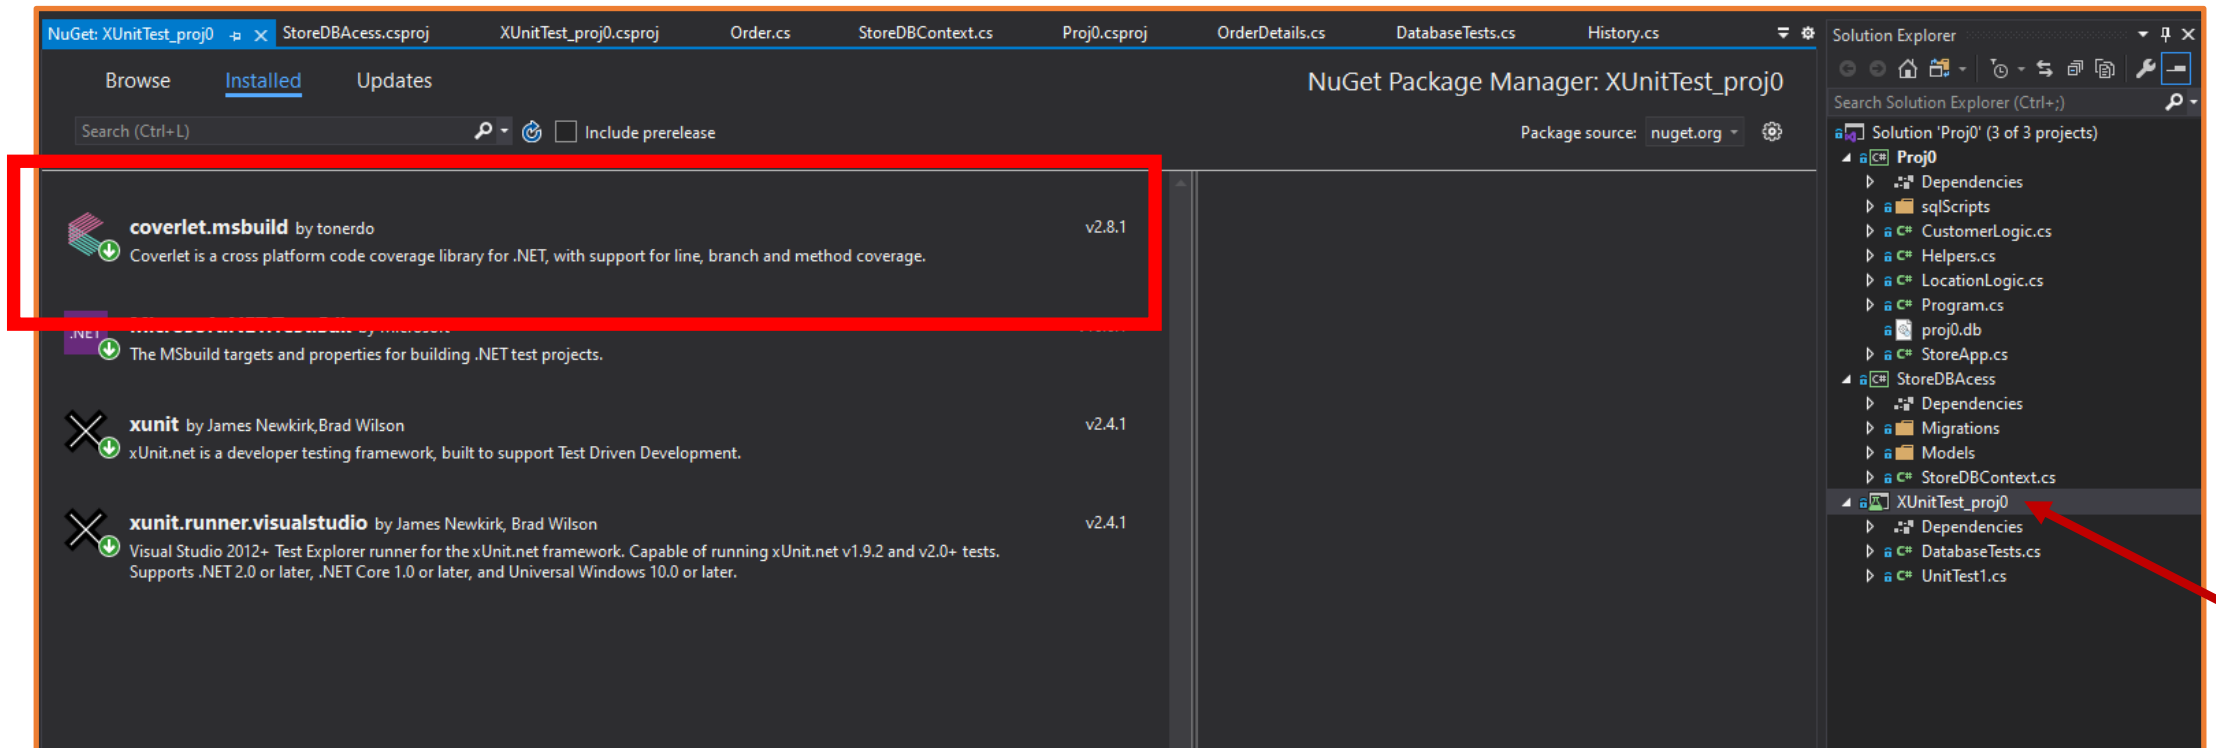 NuGet: XUnitTest_proj0 StoreDBAcess.csproj XUnitTest_proj0.csproj Order.cs StoreDBContext.cs Proj0.csproj OrderDetails.cs DatabaseTests.cs History.cs
Browse Installed Updates
NuGet Package Manager: XUnitTest_proj0
Search (Ctrl+L)
Include prerelease
Package source: nuget.org
coverlet.msbuild by tonerdo v2.8.1
Coverlet is a cross platform code coverage library for .NET, with support for line, branch and method coverage.
.NET
The MSbuild targets and properties for building .NET test projects.
xunit by James Newkirk,Brad Wilson v2.4.1
xUnit.net is a developer testing framework, built to support Test Driven Development.
xunit.runner.visualstudio by James Newkirk, Brad Wilson v2.4.1
Visual Studio 2012+ Test Explorer runner for the xUnit.net framework. Capable of running xUnit.net v1.9.2 and v2.0+ tests.
Supports .NET 2.0 or later, .NET Core 1.0 or later, and Universal Windows 10.0 or later.
Solution Explorer
Search Solution Explorer (Ctrl+;)
Solution 'Proj0' (3 of 3 projects)
C# Proj0
Dependencies
sqlScripts
C# CustomerLogic.cs
C# Helpers.cs
C# LocationLogic.cs
C# Program.cs
proj0.db
C# StoreApp.cs
C# StoreDBAcess
Dependencies
Migrations
Models
C# StoreDBContext.cs
XUnitTest_proj0
Dependencies
C# DatabaseTests.cs
C# UnitTest1.cs